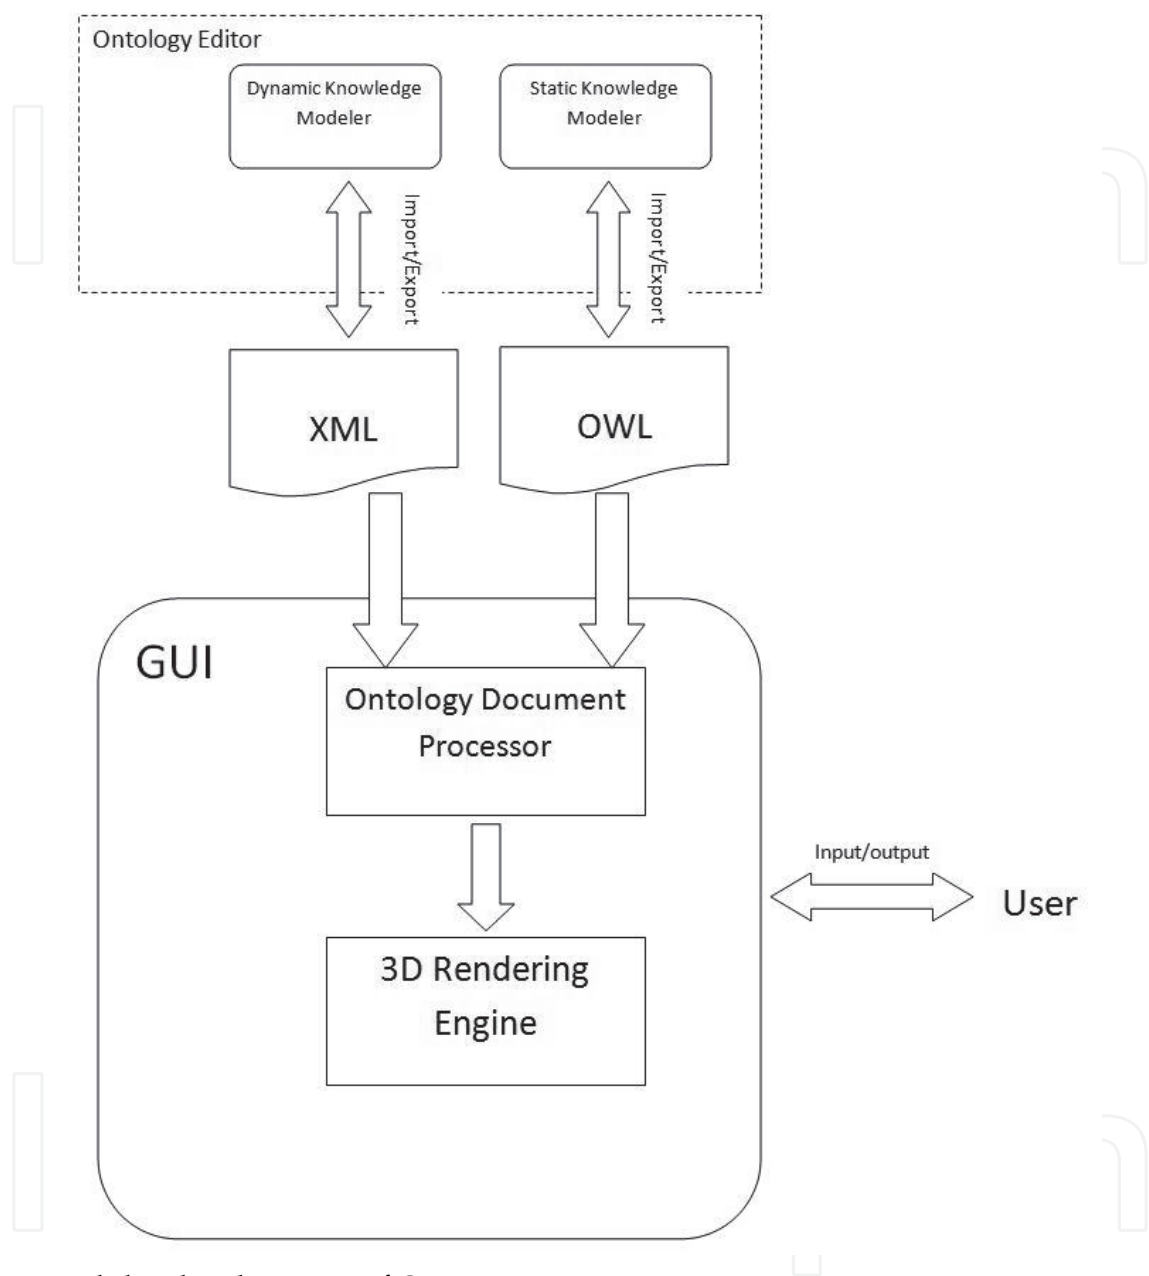 Ontology Editor
Dynamic Knowledge
Modeler
Static Knowledge
Modeler
Import/Export
Import/Export
XML
OWL
GUI
Ontology Document
Processor
Input/output
User
3D Rendering
Engine